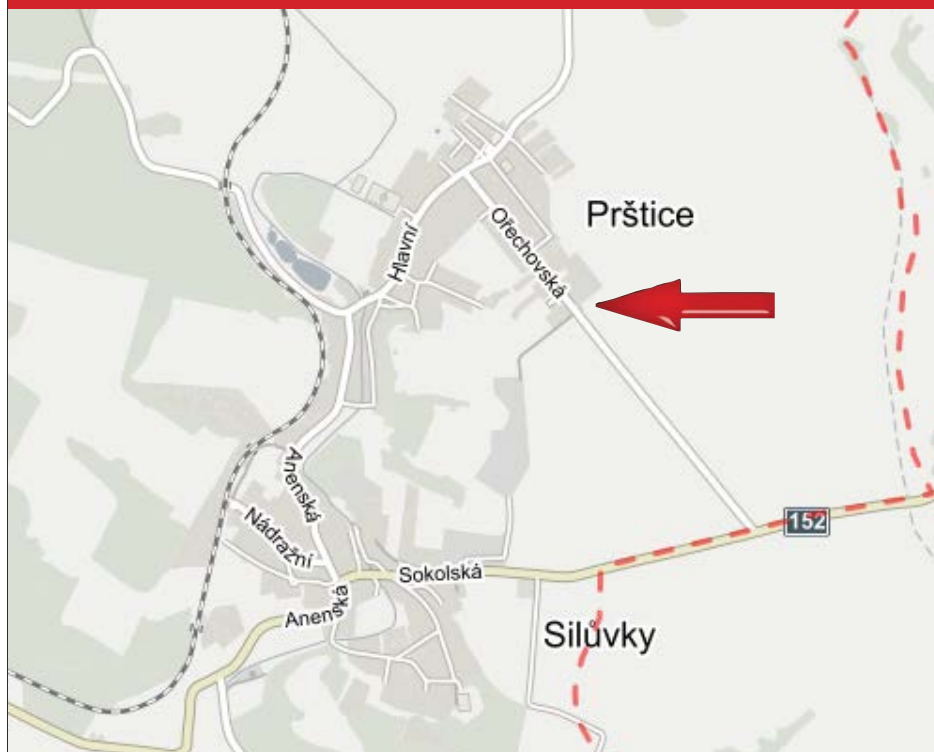 Prštice
Ořechovská
Hlavní
Anenská
Nádražní
152
Sokolská
Anenská
Silůvky